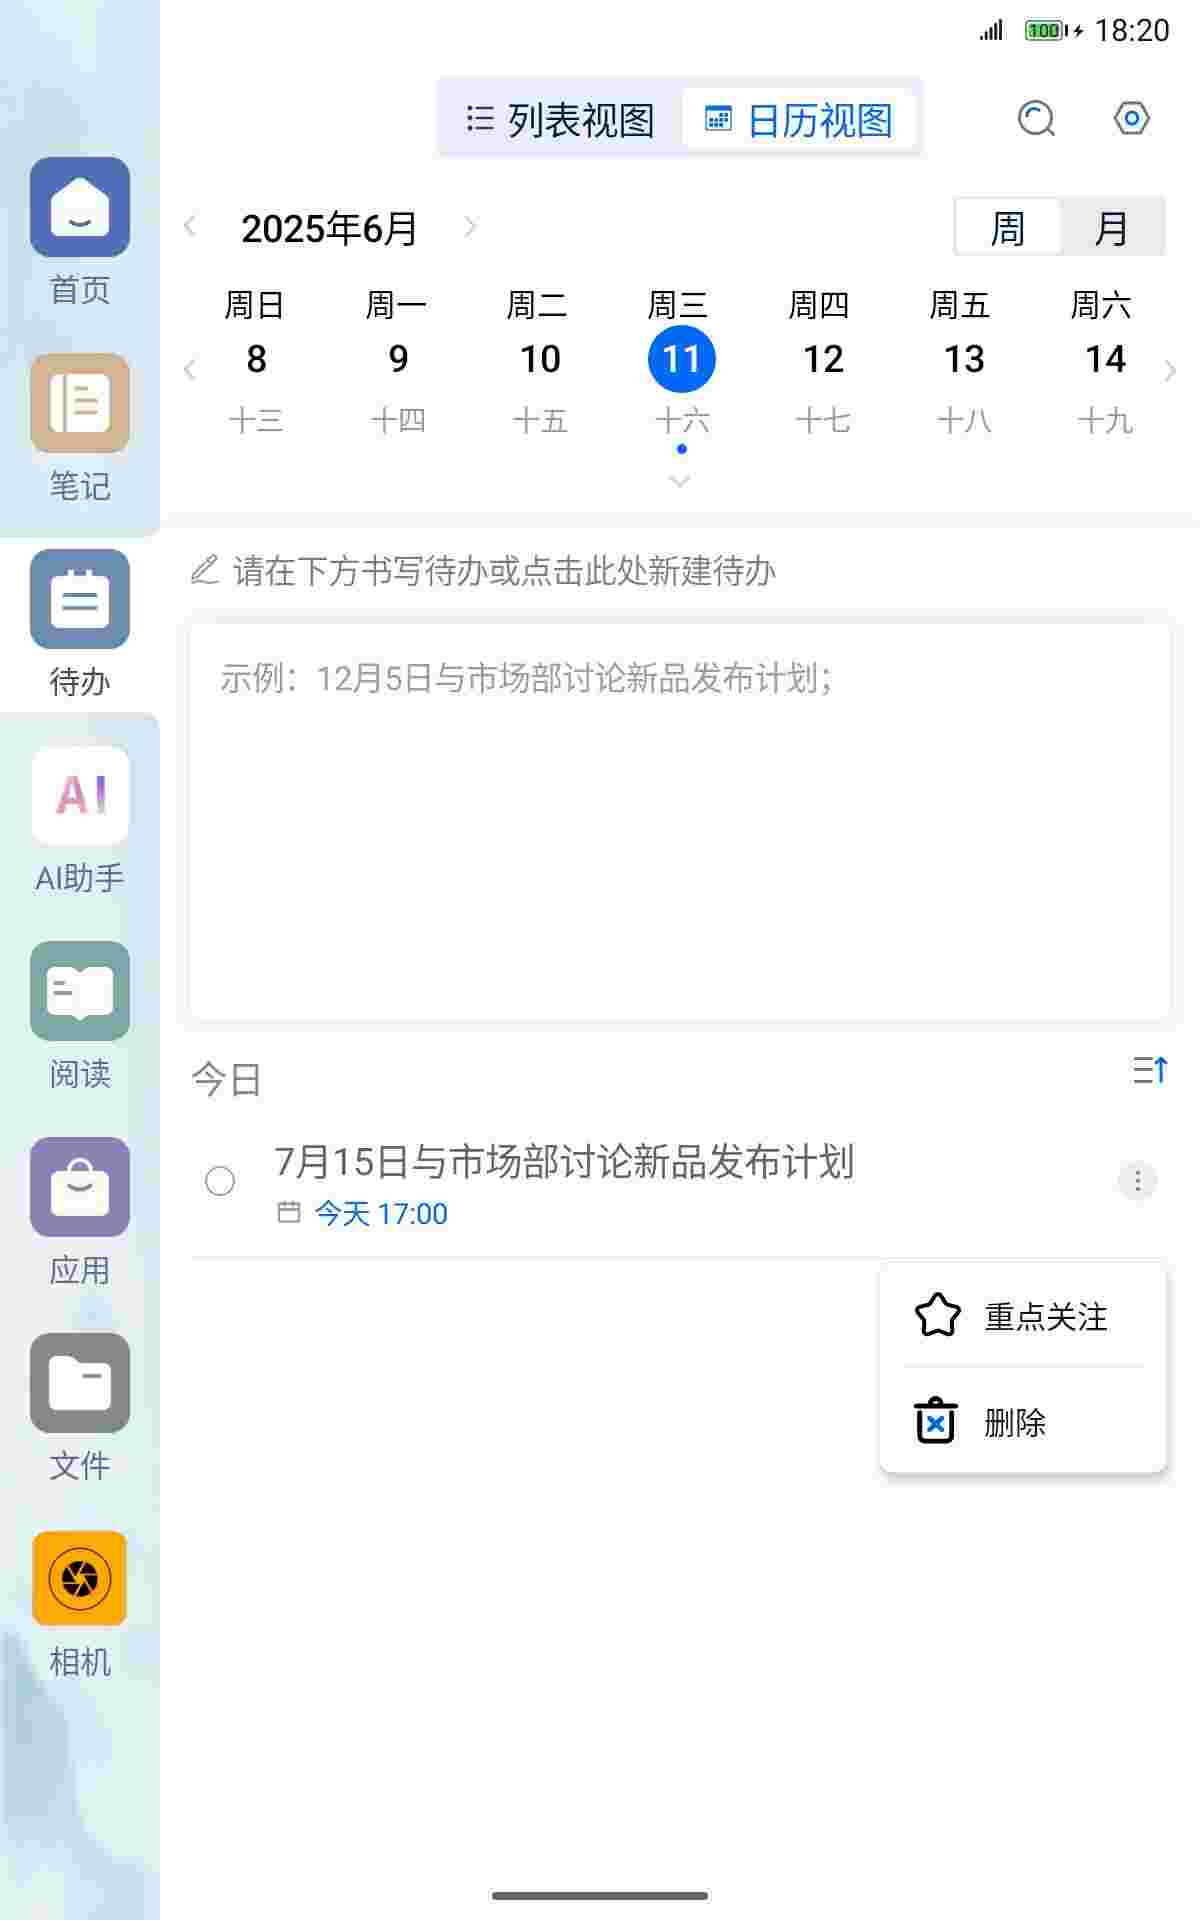 100 18:20
列表视图 日历视图
2025年6月 周 月
周日 周一 周二 周三 周四 周五 周六
8 9 10 11 12 13 14
十三 十四 十五 十六 十七 十八 十九
请在下方书写待办或点击此处新建待办
示例：12月5日与市场部讨论新品发布计划；
今日
7月15日与市场部讨论新品发布计划
今天 17:00
重点关注
删除
首页
笔记
待办
AI
AI助手
阅读
应用
文件
相机